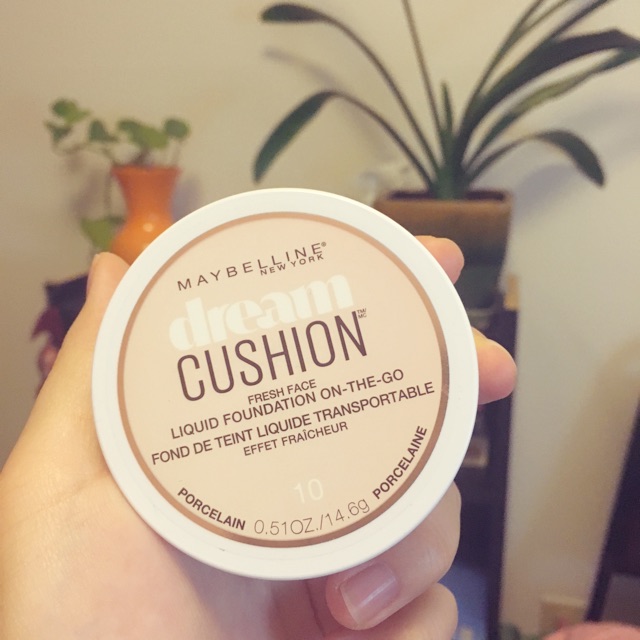 MAYBELLINE®
NEW YORK
dream
CUSHION™
FRESH FACE
LIQUID FOUNDATION ON-THE-GO
FOND DE TEINT LIQUIDE TRANSPORTABLE
EFFET FRAÎCHEUR
10
PORCELAIN 0.51OZ./14.6g PORCELAINE